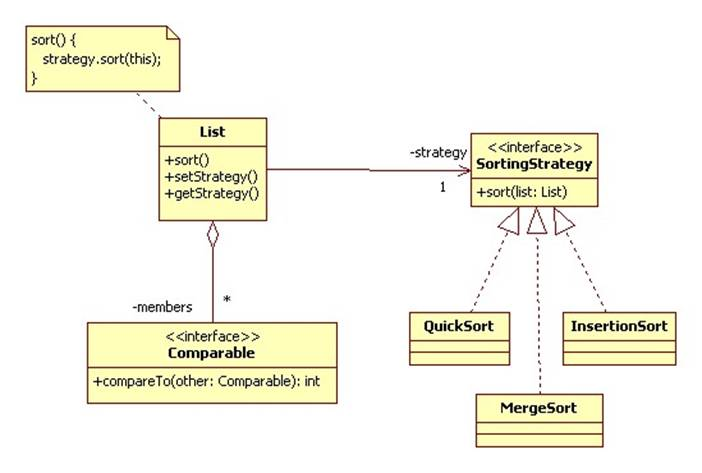 sort() {
strategy.sort(this);
}
List
+sort()
+setStrategy()
+getStrategy()
-strategy
1
<<interface>>
SortingStrategy
+sort(list: List)
-members
*
<<interface>>
Comparable
+compareTo(other: Comparable): int
QuickSort
InsertionSort
MergeSort